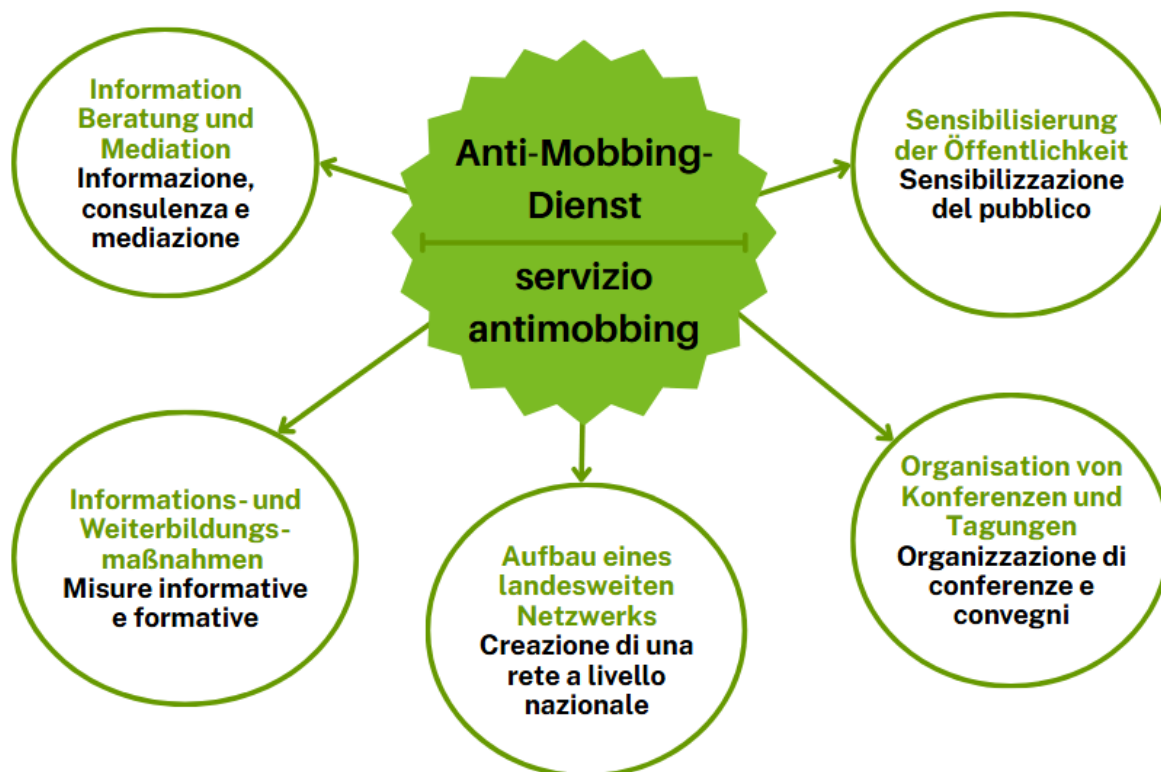 Anti-Mobbing-
Dienst
servizio
antimobbing
Information
Beratung und
Mediation
Informazione,
consulenza e
mediazione
Sensibilisierung
der Öffentlichkeit
Sensibilizzazione
del pubblico
Informations- und
Weiterbildungs-
maßnahmen
Misure informative
e formative
Aufbau eines
landesweiten
Netzwerks
Creazione di una
rete a livello
nazionale
Organisation von
Konferenzen und
Tagungen
Organizzazione di
conferenze e
convegni